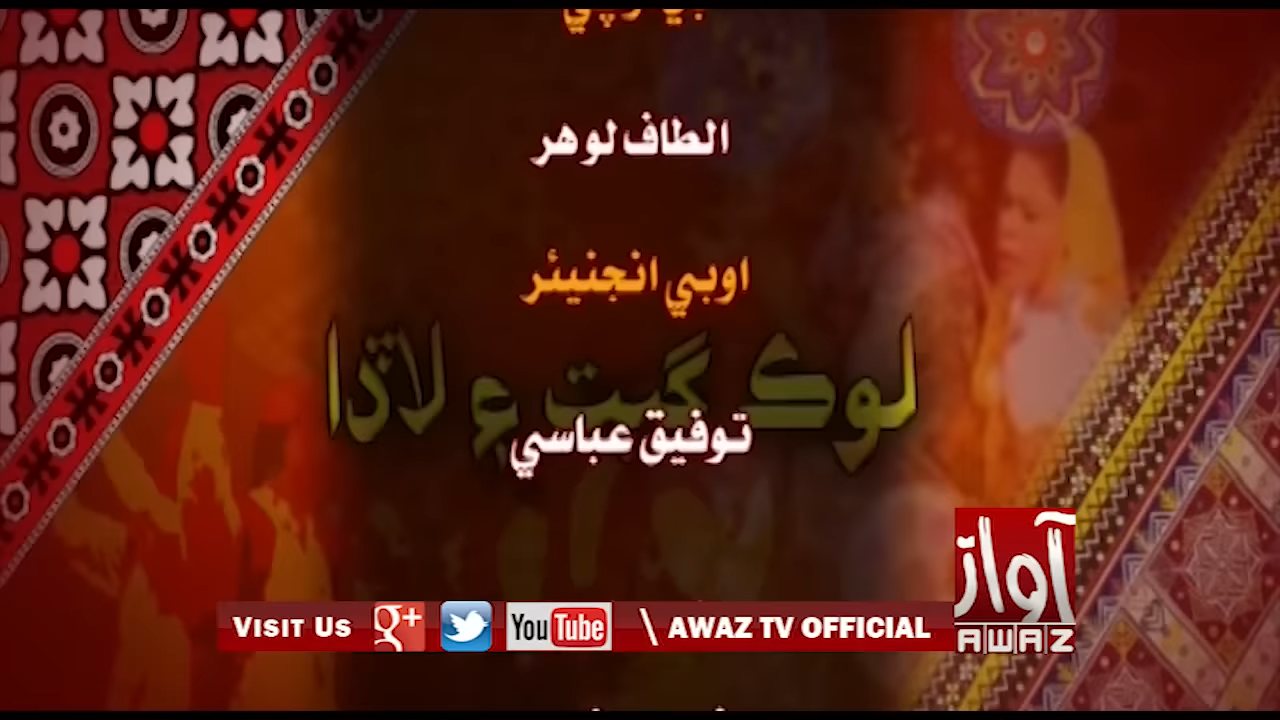 الطاف لوهر
اوبي انجنيئر
لوڪ گيت ۽ لاڏا
توفيق عباسي
آواز
AWAZ
VISIT US g+ You Tube \ AWAZ TV OFFICIAL